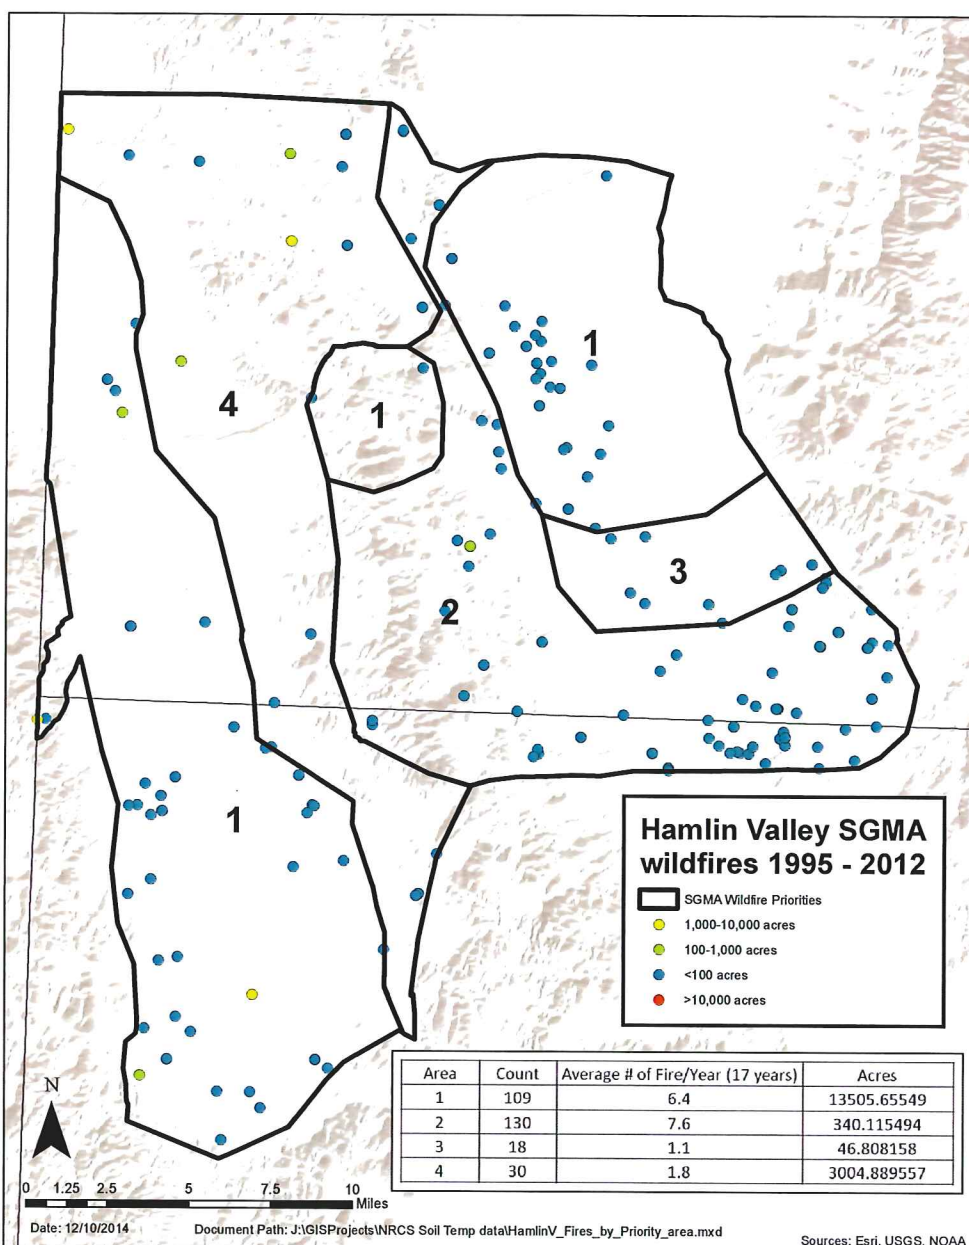 1
4
1
3
2
1
Hamlin Valley SGMA
wildfires 1995 - 2012
SGMA Wildfire Priorities
1,000-10,000 acres
100-1,000 acres
<100 acres
>10,000 acres
Area Count Average # of Fire/Year (17 years) Acres
1 109 6.4 13505.65549
2 130 7.6 340.115494
3 18 1.1 46.808158
4 30 1.8 3004.889557
N
0 1.25 2.5 5 7.5 10
Miles
Date: 12/10/2014 Document Path: J:\GISProjects\NRCS Soil Temp data\HamlinV_Fires_by_Priority_area.mxd
Sources: Esri, USGS, NOAA